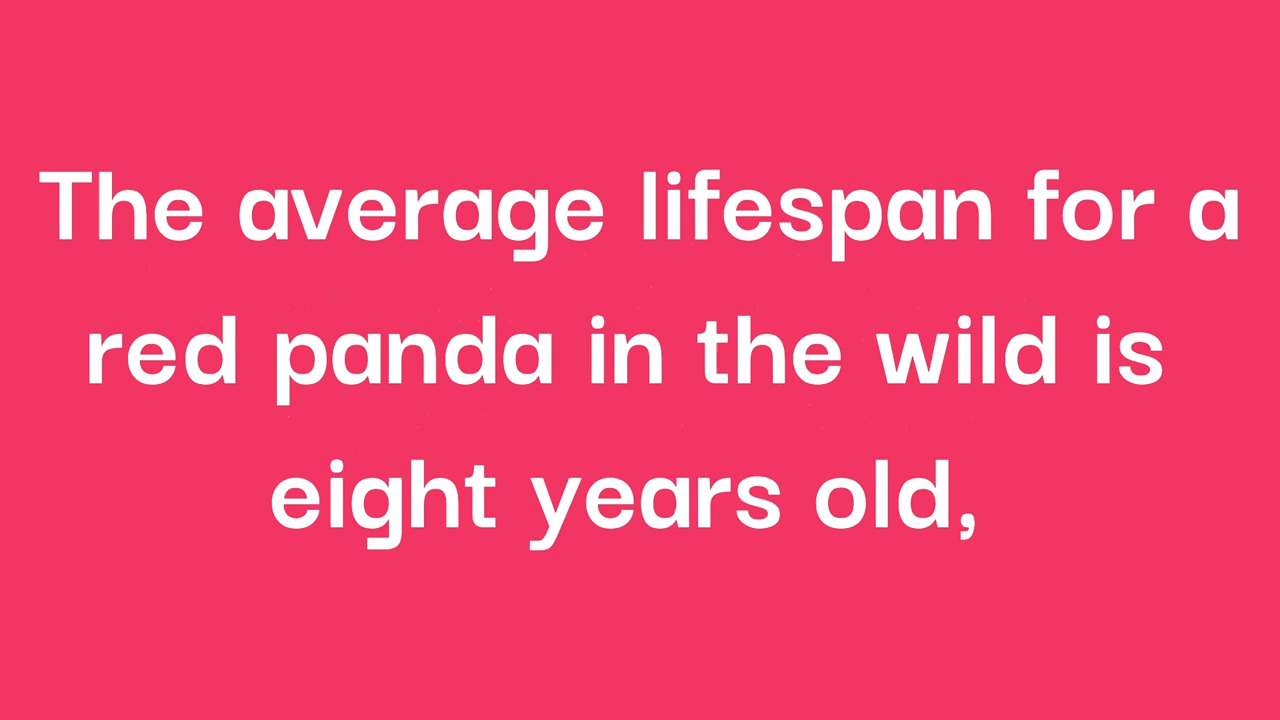 The average lifespan for a
red panda in the wild is
eight years old,